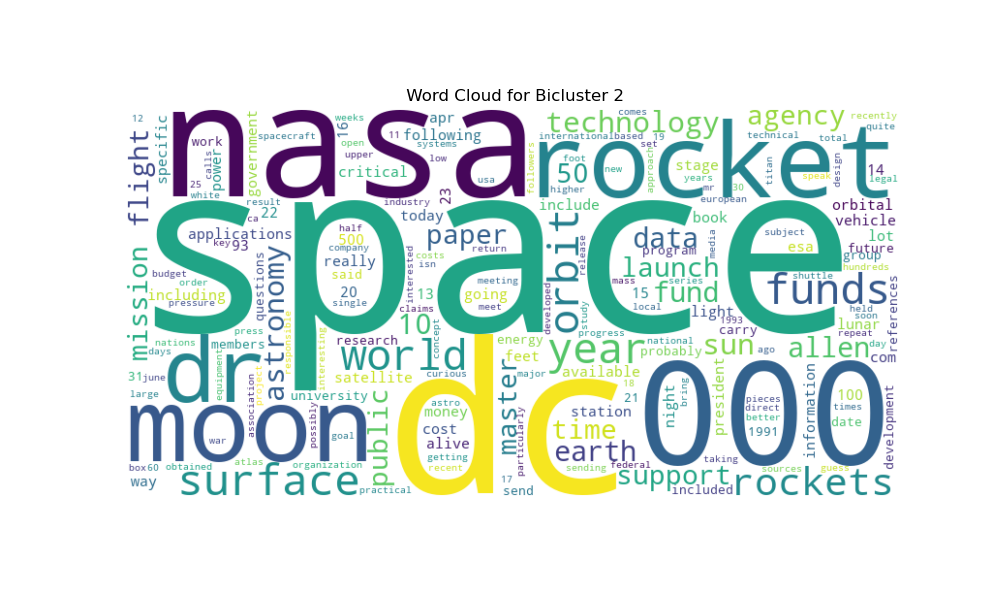 Word Cloud for Bicluster 2
nasa
space
rocket
dc
000
moon
dr
surface
rockets
world
year
funds
fund
launch
data
orbit
paper
astronomy
mission
flight
technology
agency
50
10
sun
allen
support
earth
time
master
public
12
specific
work
calls
power
25
white
government
spacecraft
weeks
open
16
upper
11
apr
following
systems
low
critical
usa
23
industry
today
result
ca
22
applications
key
93
half
500
company
really
said
20
single
costs
isn
return
interested
claims
13
meeting
going
meet
questions
budget
order
including
pressure
press
nations
members
days
31
june
large
equipment
association
project
responsible
interesting
research
satellite
university
possibly
war
goal
box
60
obtained
atlas
organization
way
practical
concept
curious
astro
money
cost
alive
getting
recent
energy
feet
major
particularly
17
send
sending
station
federal
available
18
21
progress
study
developed
release
international
based
19
comes
set
foot
new
higher
include
followers
approach
stage
years
mr
30
european
book
program
media
mass
series
15
local
light
carry
1993
national
probably
ago
night
bring
president
pieces
direct
better
1991
taking
included
sources
guess
information
100
times
date
development
technical
total
titan
speak
design
recently
quite
14
legal
orbital
vehicle
lot
future
group
hundreds
esa
subject
shuttle
references
held
soon
lunar
repeat
day
com